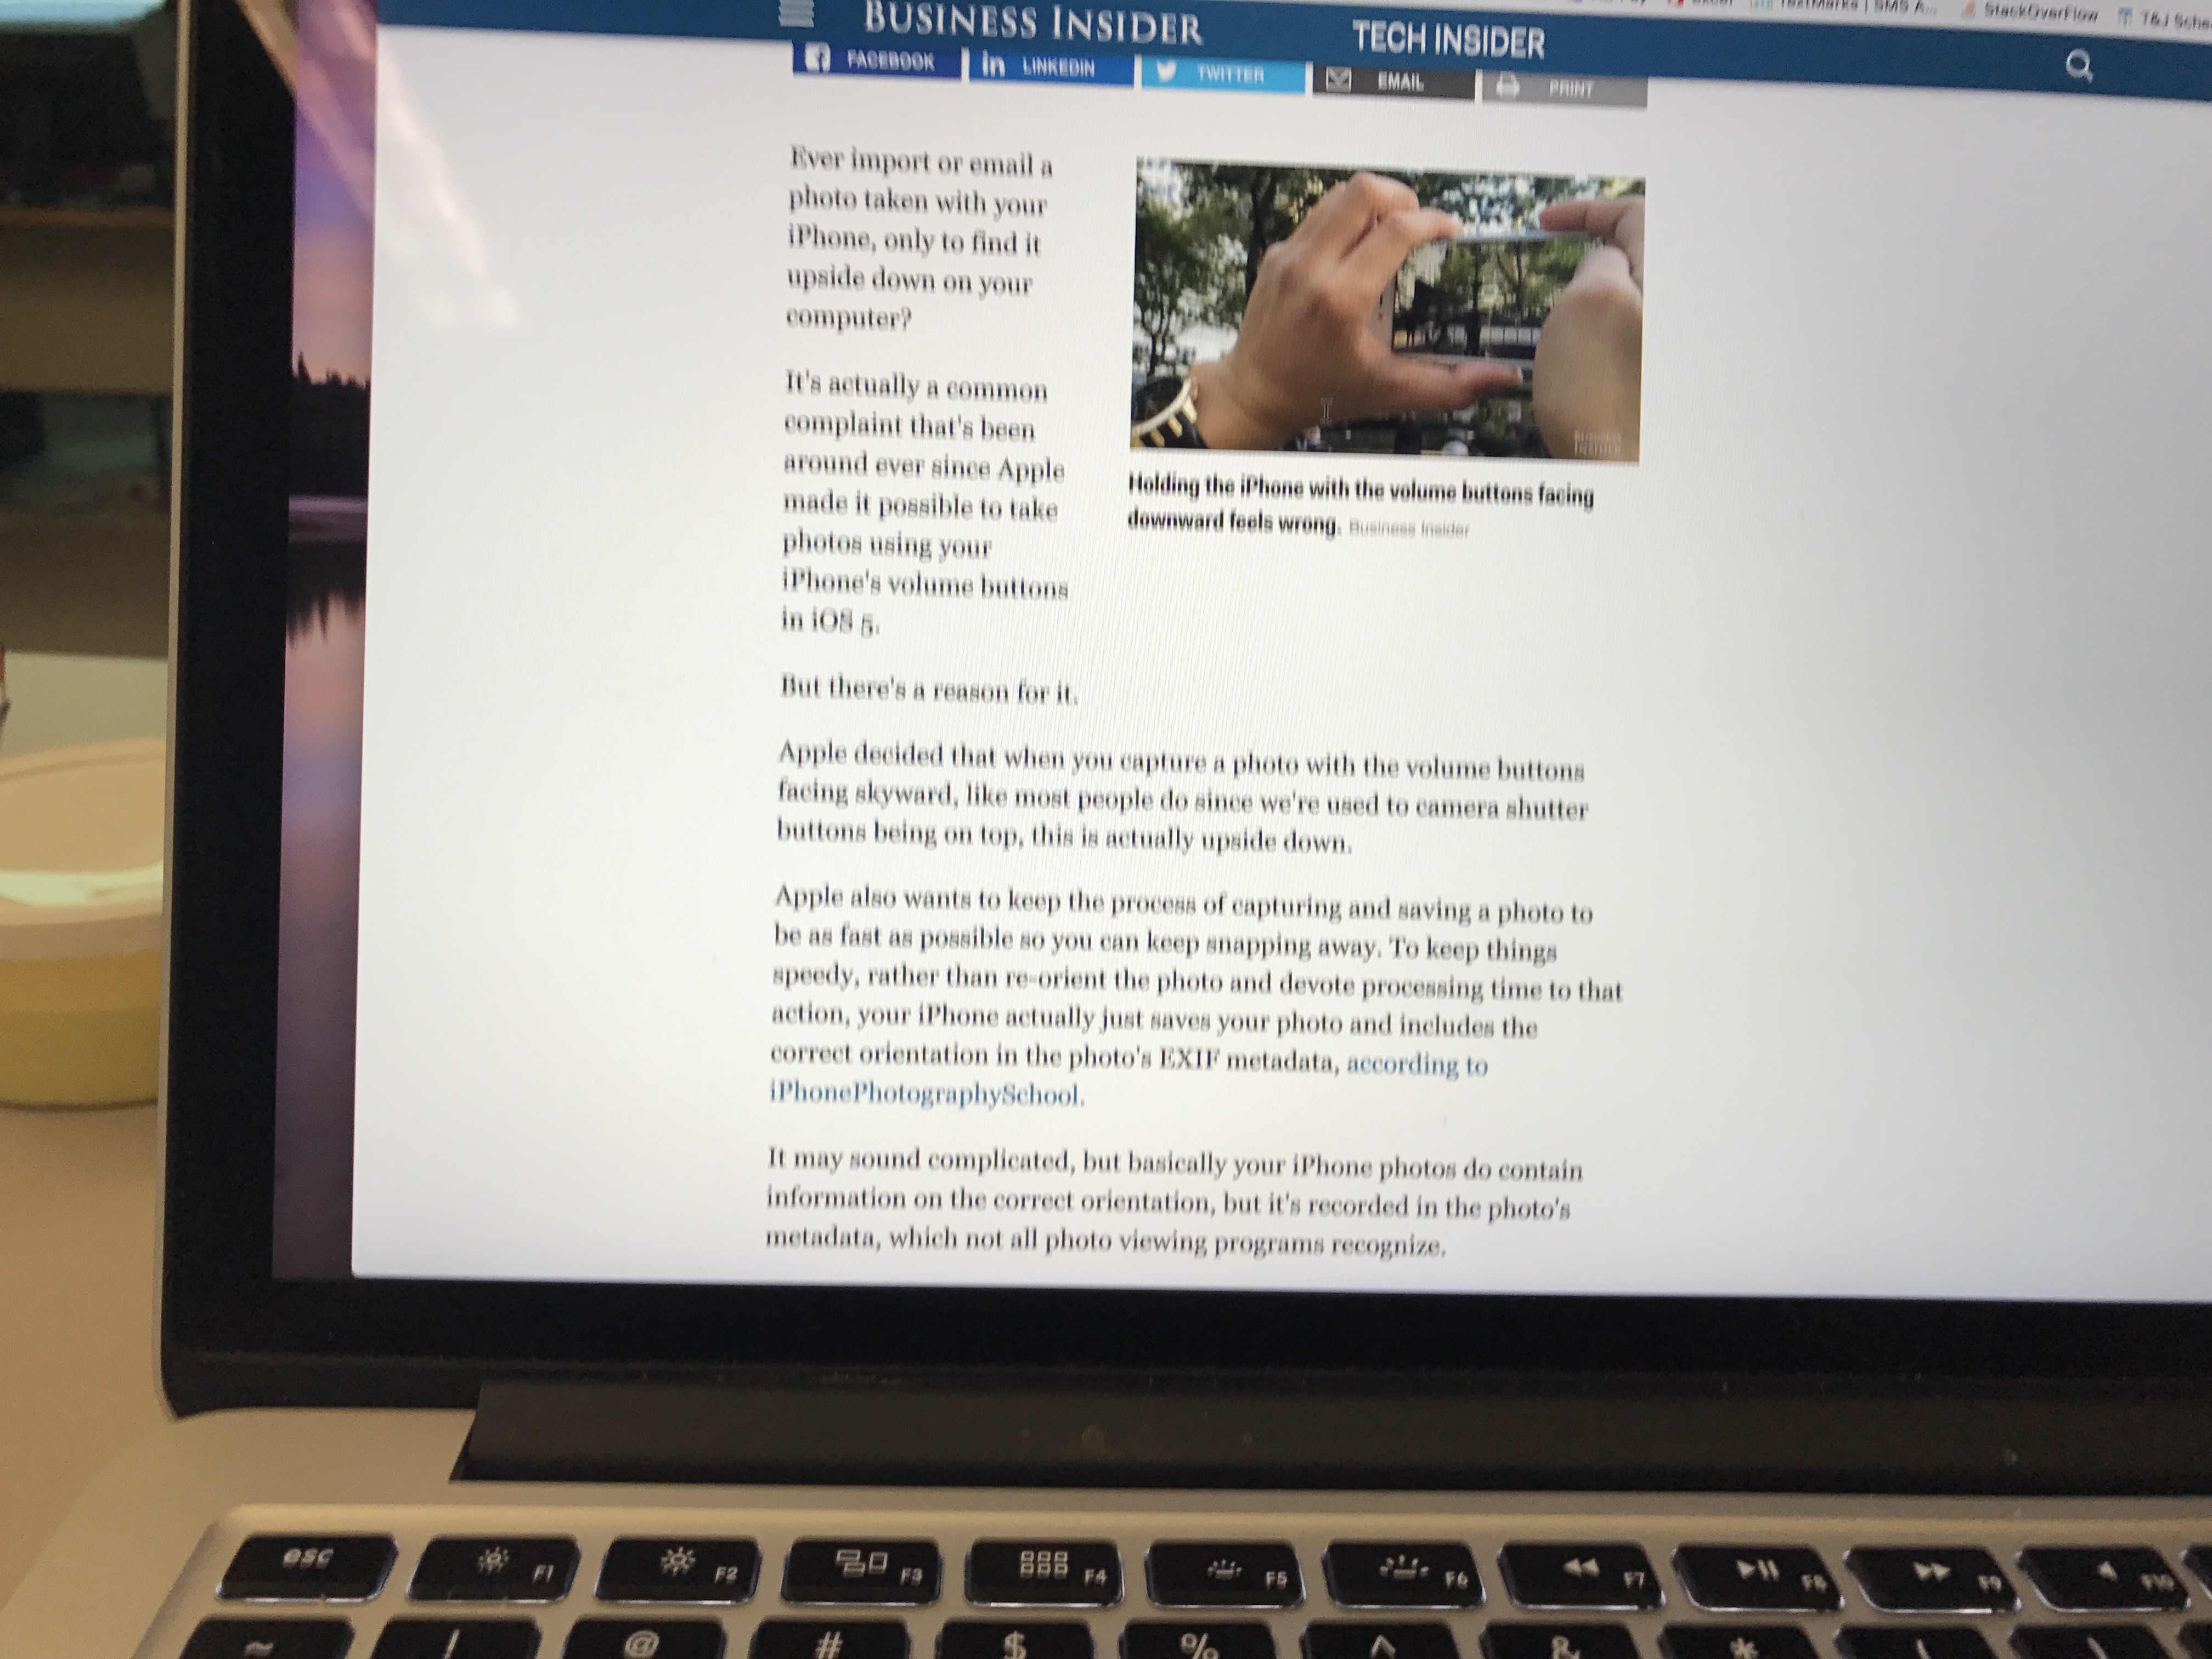 StackOverFlow
BUSINESS INSIDER
TECH INSIDER
FACEBOOK
LINKEDIN
TWITTER
EMAIL
PRINT
Ever import or email a
photo taken with your
iPhone, only to find it
upside down on your
computer?
It's actually a common
complaint that's been
around ever since Apple
made it possible to take
photos using your
iPhone's volume buttons
in iOS 5.
Holding the iPhone with the volume buttons facing
downward feels wrong. Business Insider
But there's a reason for it.
Apple decided that when you capture a photo with the volume buttons
facing skyward, like most people do since we're used to camera shutter
buttons being on top, this is actually upside down.
Apple also wants to keep the process of capturing and saving a photo to
be as fast as possible so you can keep snapping away. To keep things
speedy, rather than re-orient the photo and devote processing time to that
action, your iPhone actually just saves your photo and includes the
correct orientation in the photo's EXIF metadata, according to
iPhonePhotographySchool.
It may sound complicated, but basically your iPhone photos do contain
information on the correct orientation, but it's recorded in the photo's
metadata, which not all photo viewing programs recognize.
esc F1 F2 F3 F4 F5 F6 F7 F8 F9 F10
~ ! @ # $ % ^ & * ( )